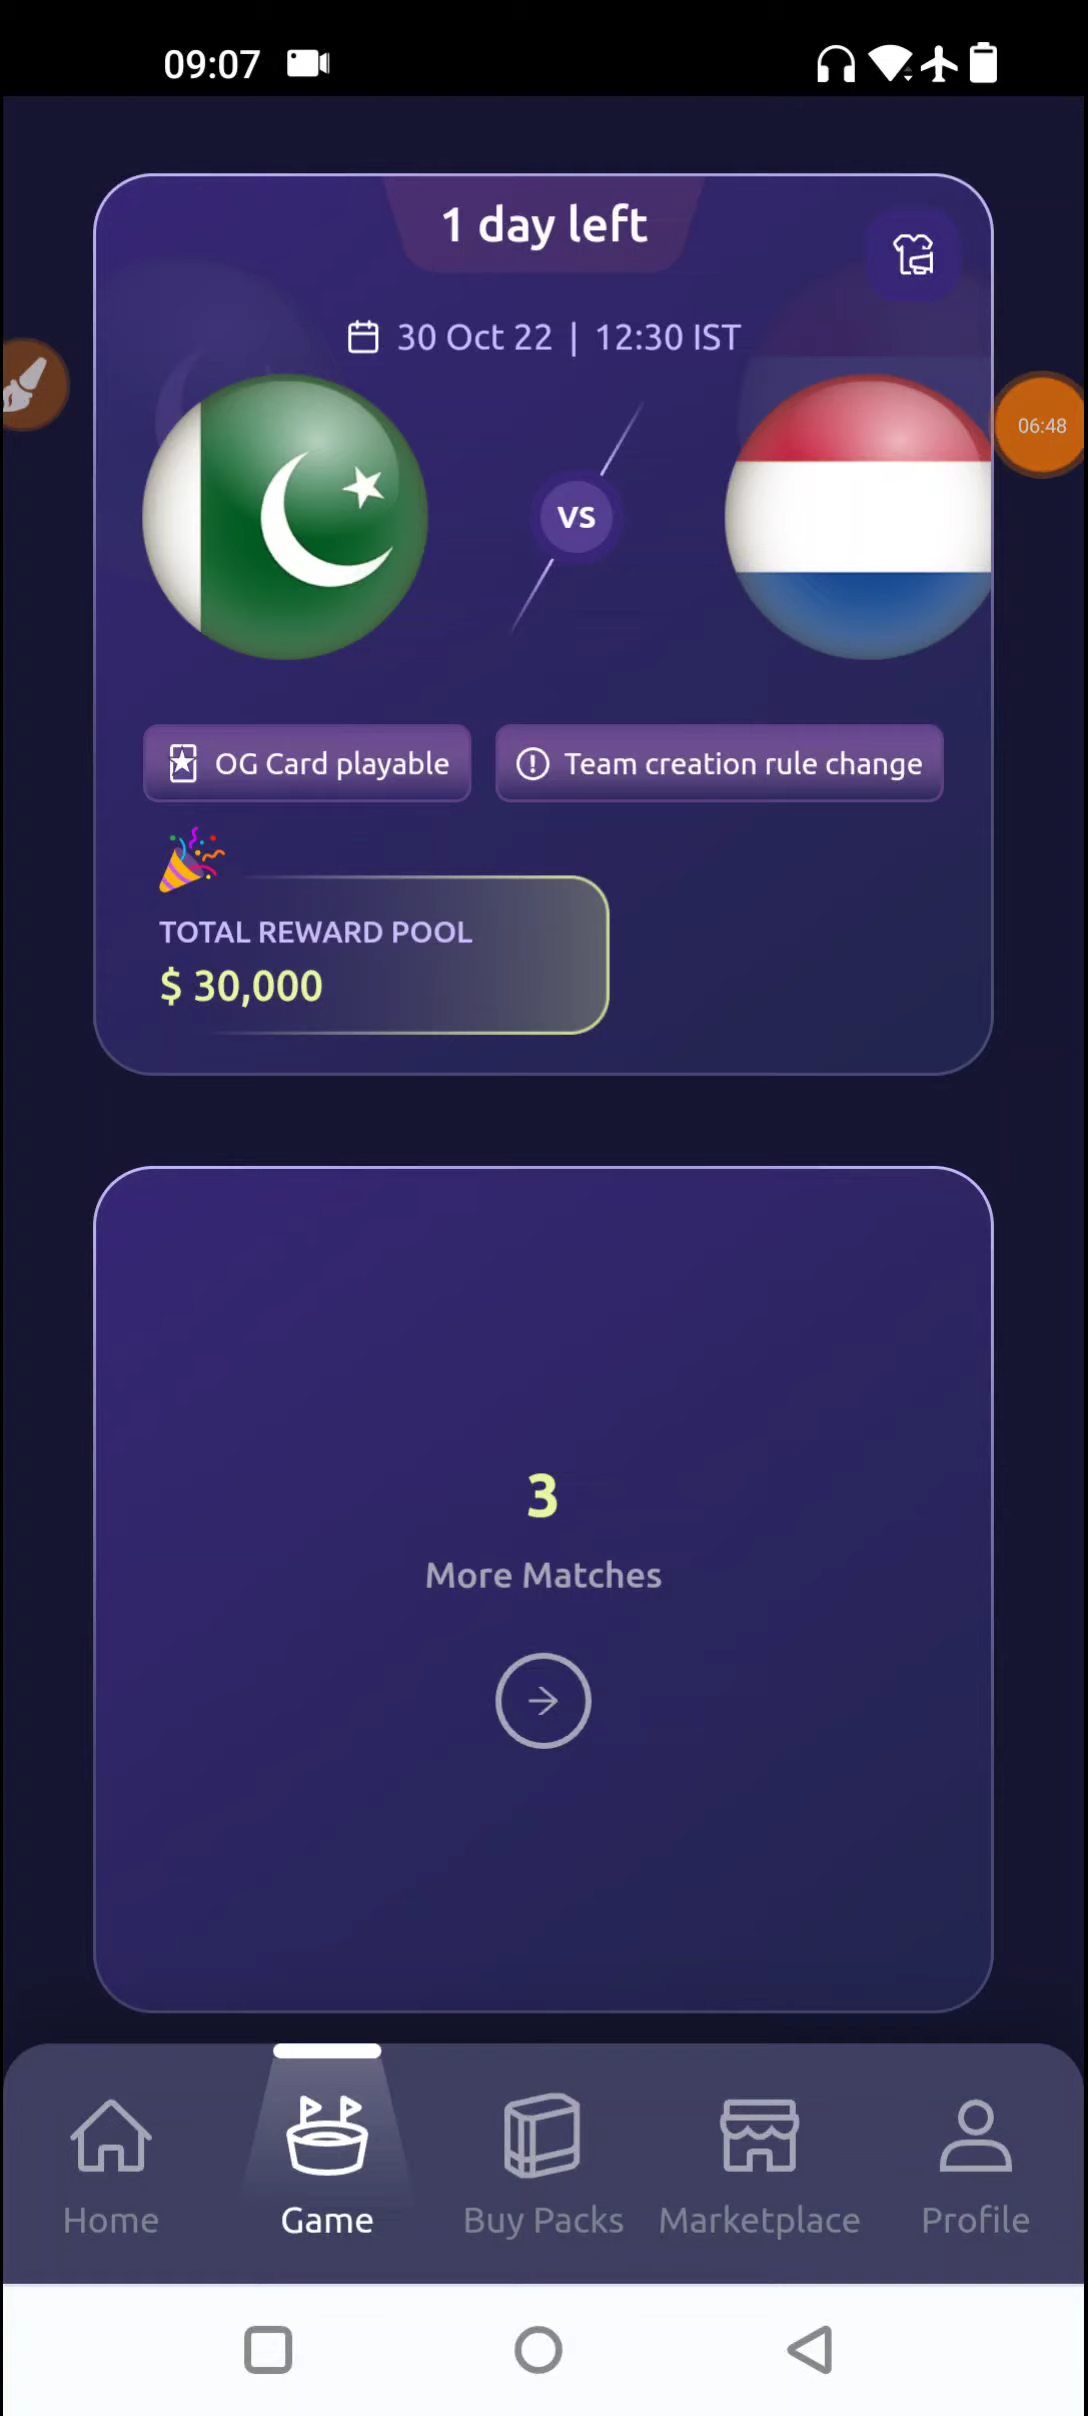 09:07
1 day left
30 Oct 22 | 12:30 IST
06:48
VS
OG Card playable
Team creation rule change
TOTAL REWARD POOL
$ 30,000
3
More Matches
Home
Game
Buy Packs
Marketplace
Profile